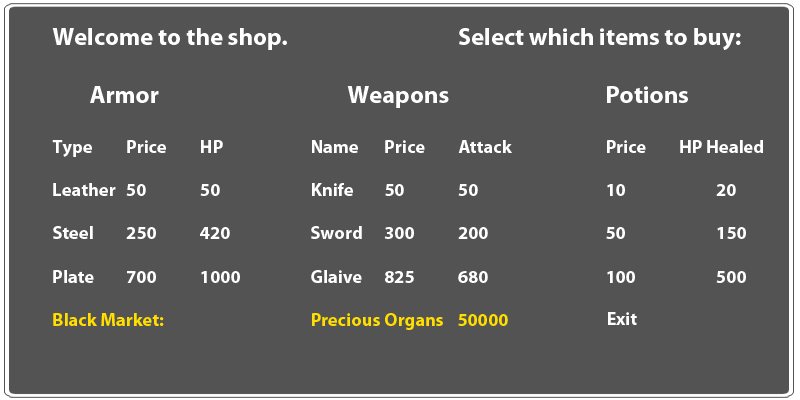 Welcome to the shop. Select which items to buy:
Armor Weapons Potions
Type Price HP Name Price Attack Price HP Healed
Leather 50 50 Knife 50 50 10 20
Steel 250 420 Sword 300 200 50 150
Plate 700 1000 Glaive 825 680 100 500
Black Market: Precious Organs 50000 Exit